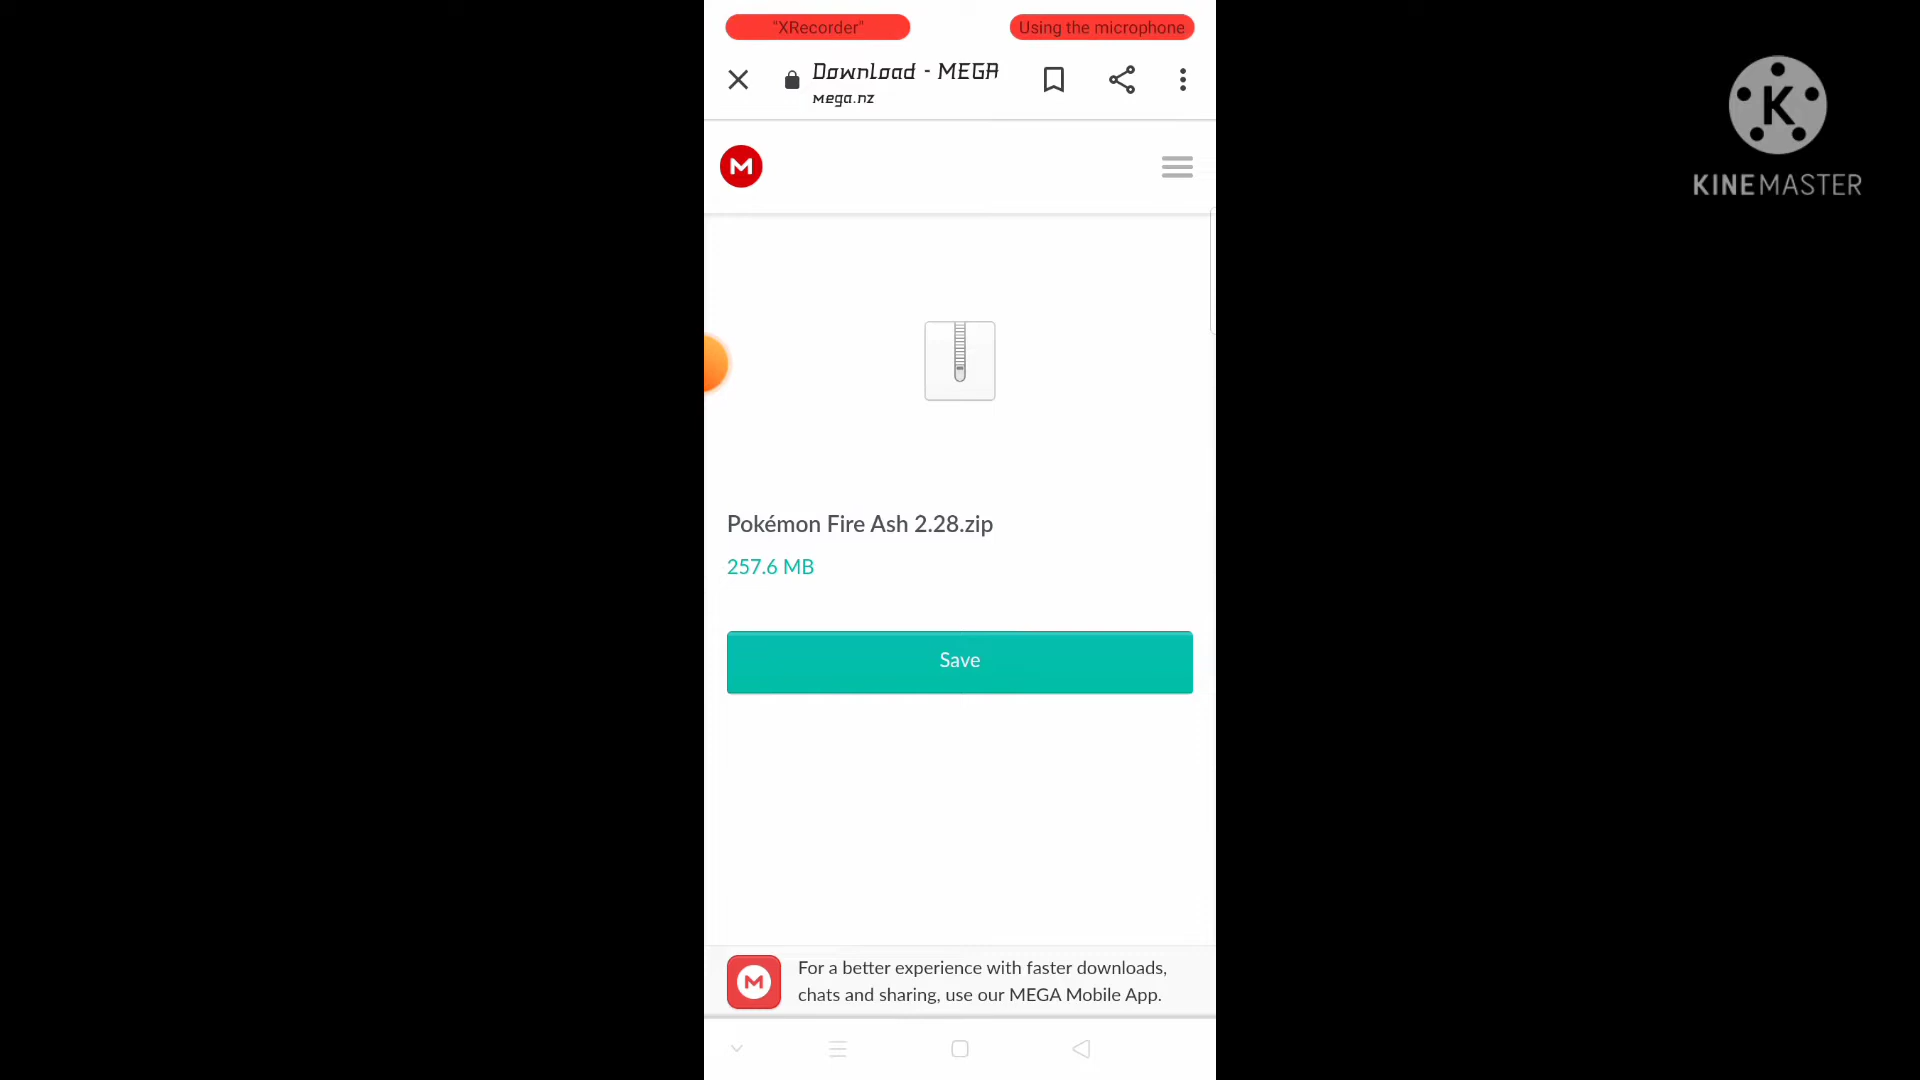 "XRecorder"
Using the microphone
Download - MEGA
mega.nz
M
K
KINEMASTER
Pokémon Fire Ash 2.28.zip
257.6 MB
Save
M
For a better experience with faster downloads,
chats and sharing, use our MEGA Mobile App.